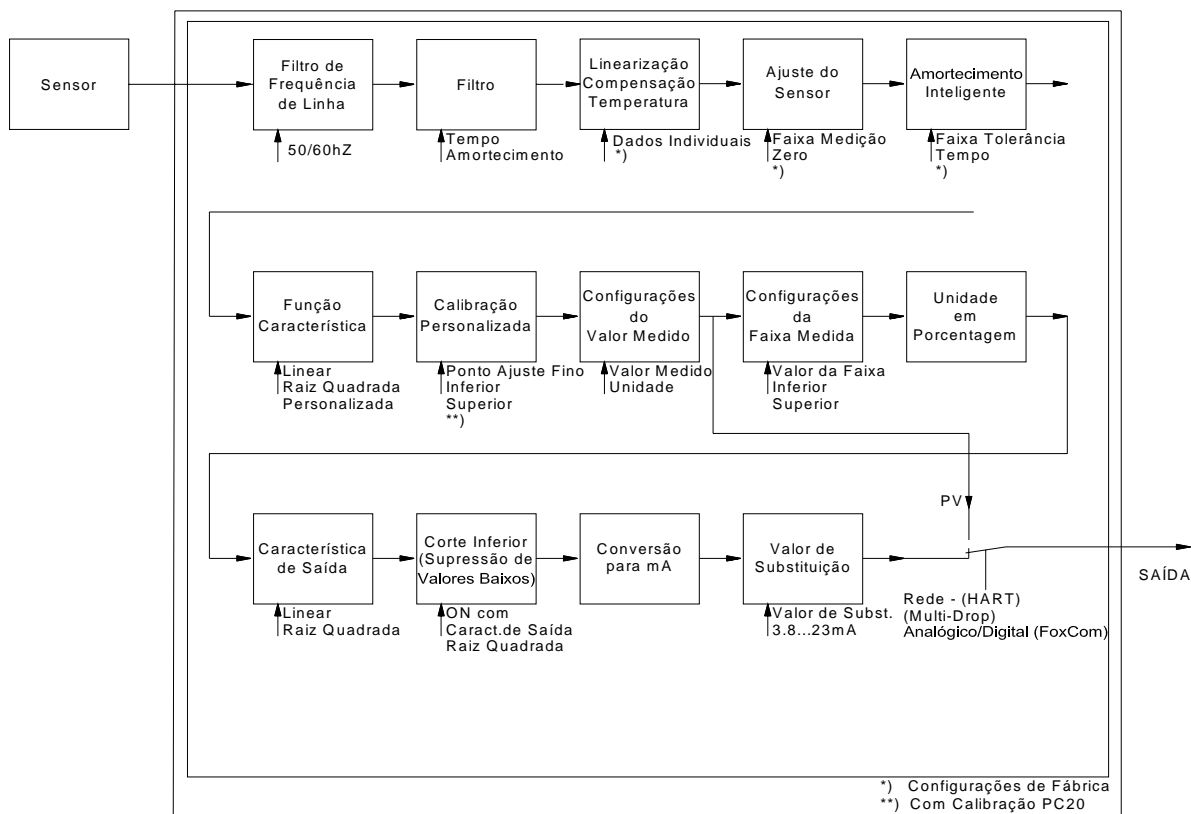 Sensor
Filtro de
Frequência
de Linha
50/60hZ
Filtro
Tempo
Amortecimento
Linearização
Compensação
Temperatura
Dados Individuais
*)
Ajuste do
Sensor
Faixa Medição
Zero
*)
Amortecimento
Inteligente
Faixa Tolerância
Tempo
*)
Função
Característica
Linear
Raiz Quadrada
Personalizada
Calibração
Personalizada
Ponto Ajuste Fino
Inferior
Superior
**)
Configurações
do
Valor Medido
Valor Medido
Unidade
Configurações
da
Faixa Medida
Valor da Faixa
Inferior
Superior
Unidade
em
Porcentagem
Característica
de Saída
Linear
Raiz Quadrada
Corte Inferior
(Supressão de
Valores Baixos)
ON com
Caract.de Saída
Raiz Quadrada
Conversão
para mA
Valor de
Substituição
Valor de Subst.
3.8...23mA
PV
Rede - (HART)
(Multi-Drop)
Analógico/Digital (FoxCom)
SAÍDA
*) Configurações de Fábrica
**) Com Calibração PC20